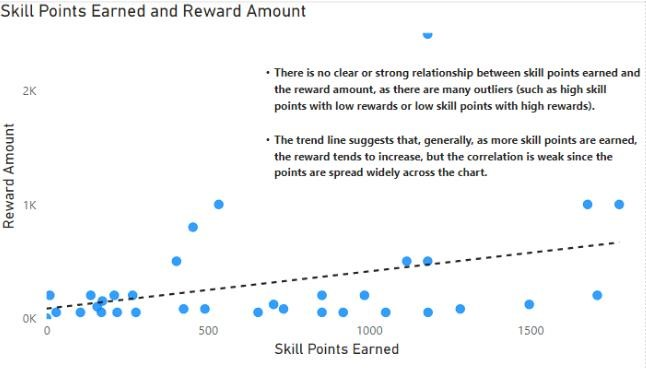 Skill Points Earned and Reward Amount
• There is no clear or strong relationship between skill points earned and
the reward amount, as there are many outliers (such as high skill
points with low rewards or low skill points with high rewards).
• The trend line suggests that, generally, as more skill points are earned,
the reward tends to increase, but the correlation is weak since the
points are spread widely across the chart.
Reward Amount
2K
1K
0K
0 500 1000 1500
Skill Points Earned